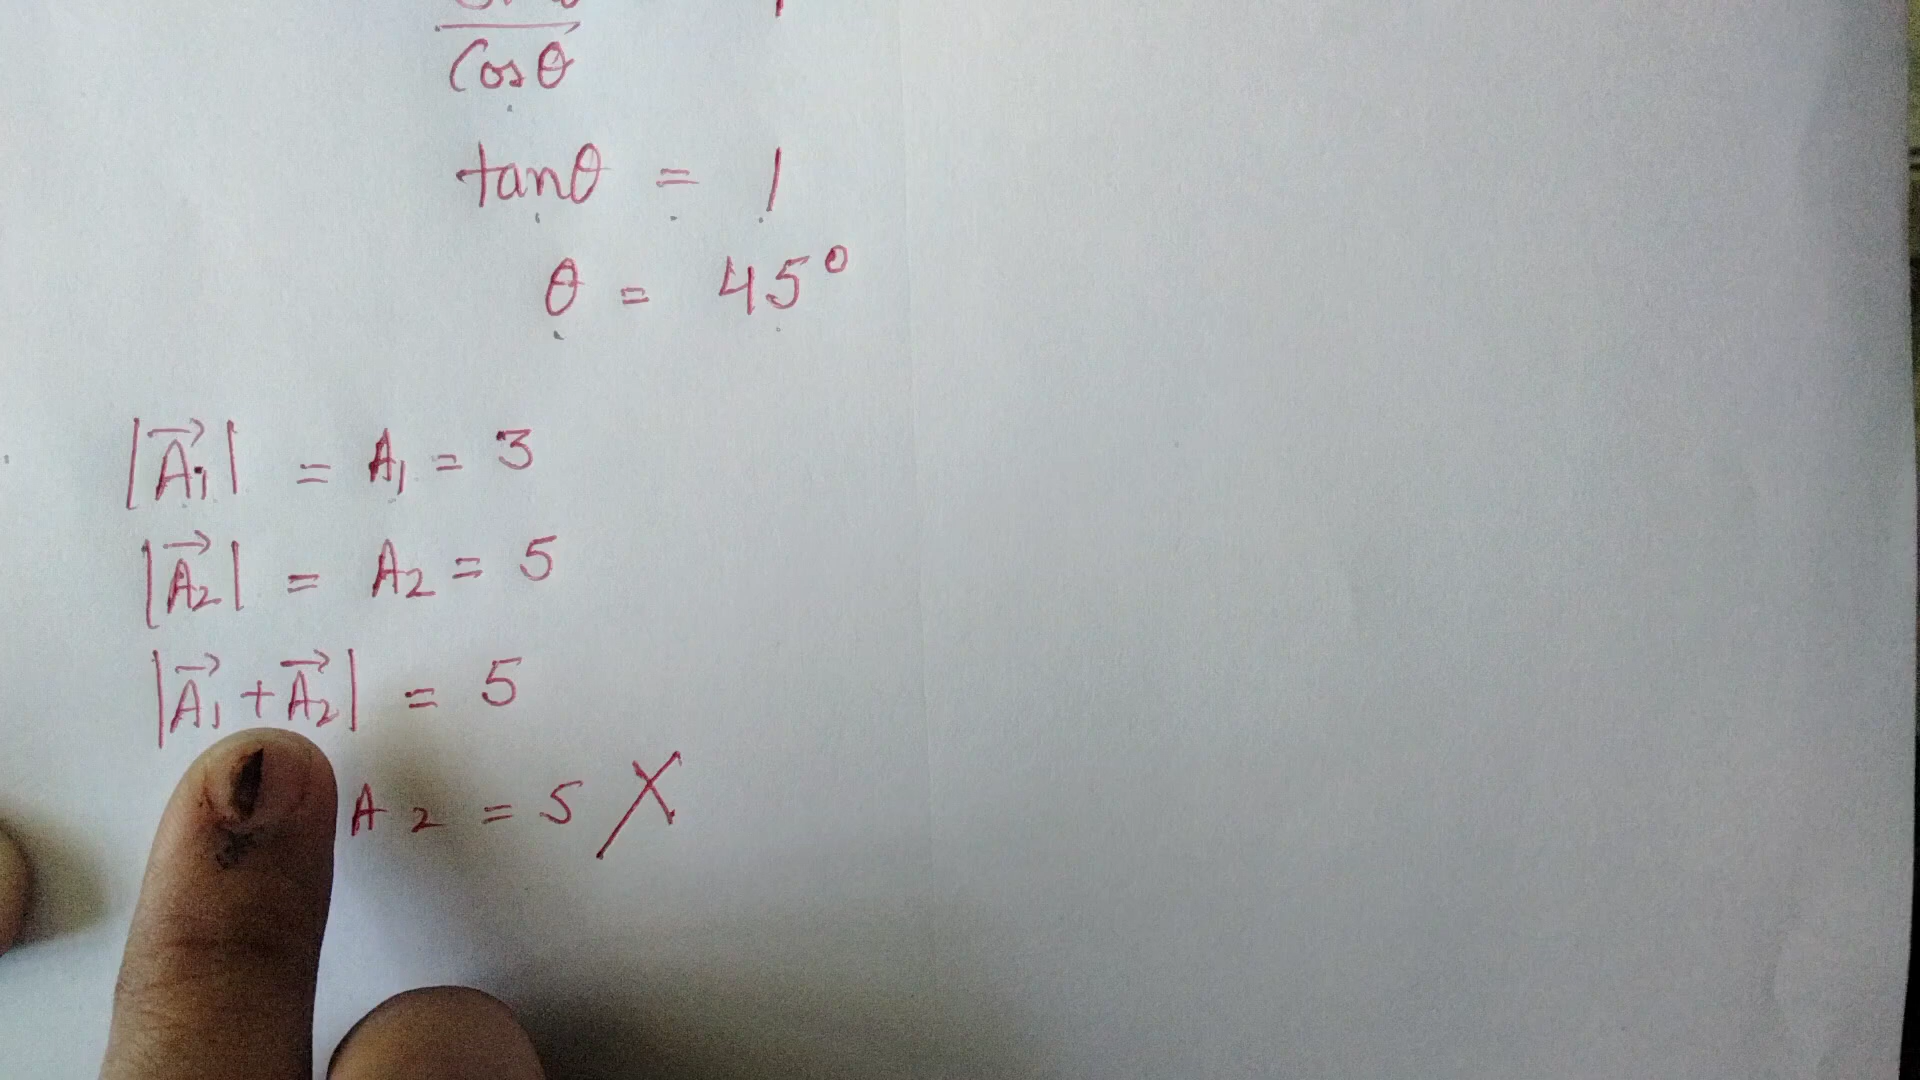 cosθ
tanθ = 1
θ = 45°
|A⃗₁| = A₁ = 3
|A⃗₂| = A₂ = 5
|A⃗₁ + A⃗₂| = 5
A₂ = 5 X